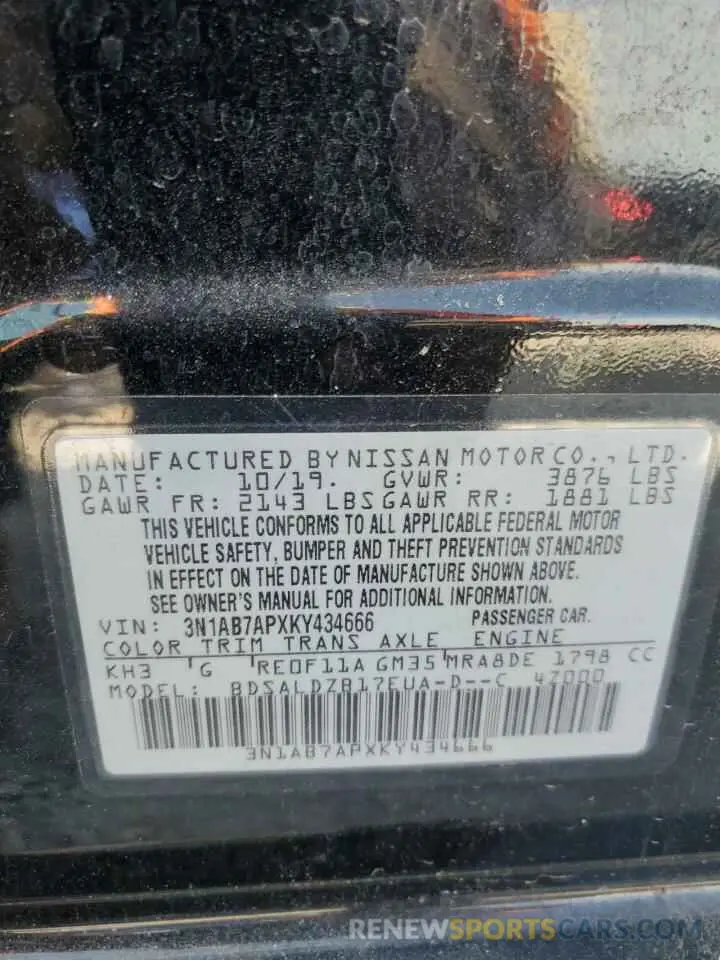 MANUFACTURED BY NISSAN MOTOR CO., LTD.
DATE: 10/19. GVWR: 3876 LBS
GAWR FR: 2143 LBS GAWR RR: 1881 LBS
THIS VEHICLE CONFORMS TO ALL APPLICABLE FEDERAL MOTOR
VEHICLE SAFETY, BUMPER AND THEFT PREVENTION STANDARDS
IN EFFECT ON THE DATE OF MANUFACTURE SHOWN ABOVE.
SEE OWNER'S MANUAL FOR ADDITIONAL INFORMATION.
VIN: 3N1AB7APXKY434666 PASSENGER CAR.
COLOR TRIM TRANS AXLE ENGINE
KH3 G RE0F11A GM35 MRA8DE 1798 CC
MODEL: BDSALDZB17EUA-D--C 4Z000
3N1AB7APXKY434666
RENEWSPORTSCARS.COM